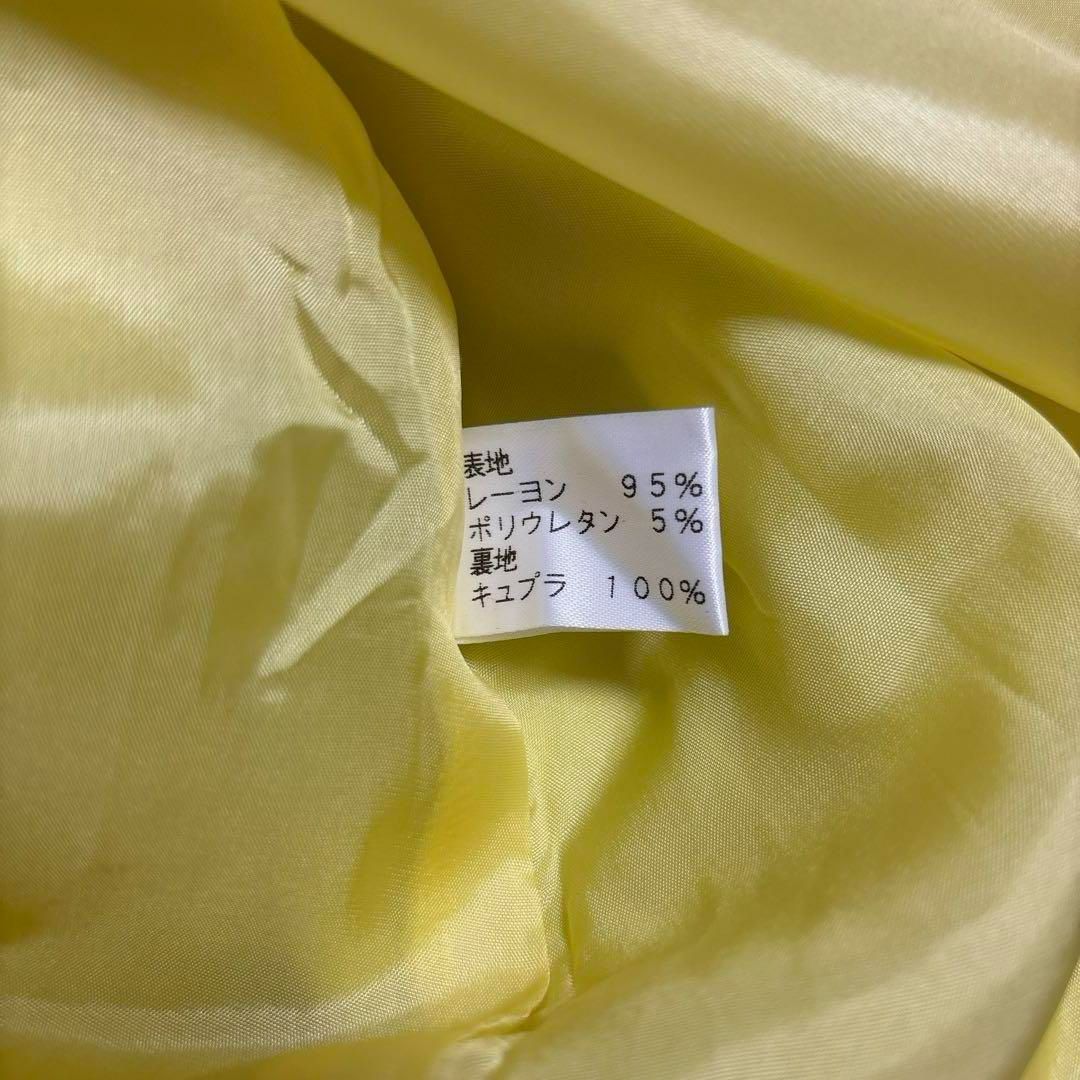 表地
レーヨン 95%
ポリウレタン 5%
裏地
キュプラ 100%